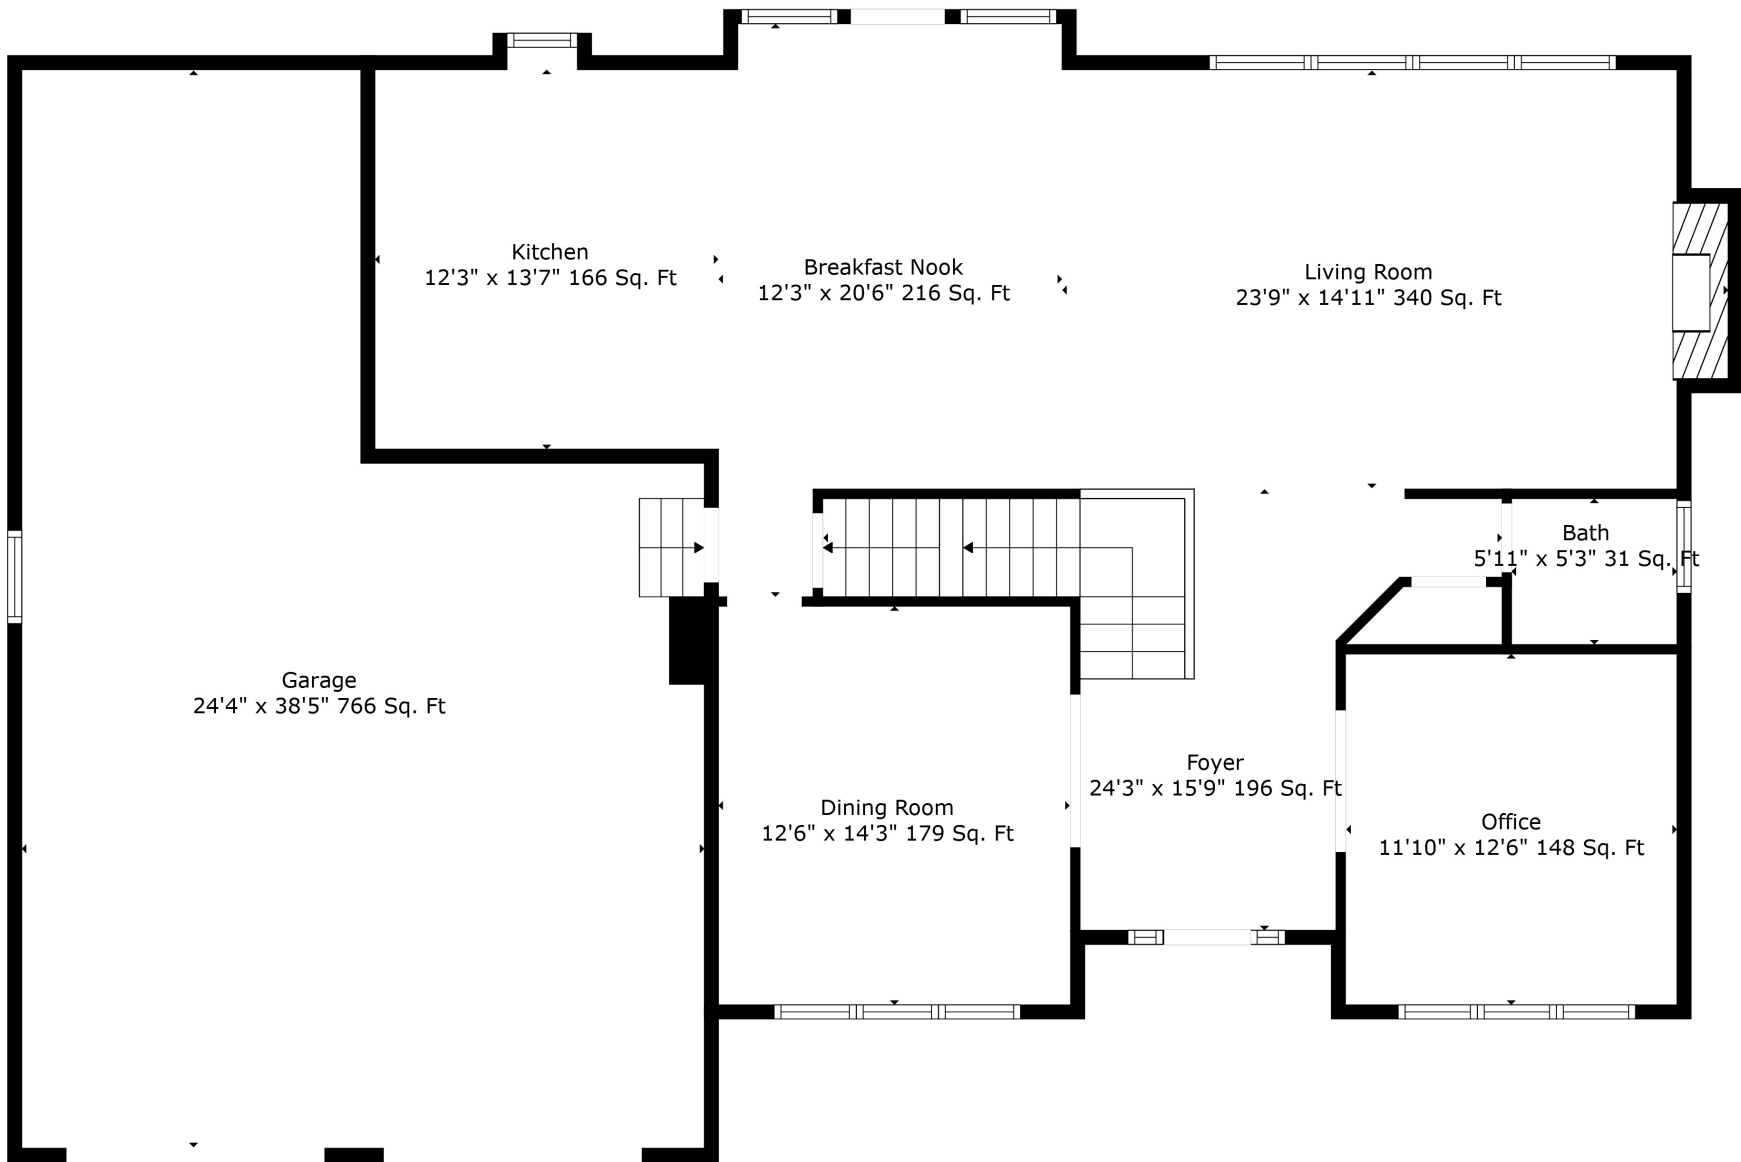 Kitchen
12'3" x 13'7" 166 Sq. Ft
Breakfast Nook
12'3" x 20'6" 216 Sq. Ft
Living Room
23'9" x 14'11" 340 Sq. Ft
Bath
5'11" x 5'3" 31 Sq. Ft
Garage
24'4" x 38'5" 766 Sq. Ft
Foyer
24'3" x 15'9" 196 Sq. Ft
Dining Room
12'6" x 14'3" 179 Sq. Ft
Office
11'10" x 12'6" 148 Sq. Ft